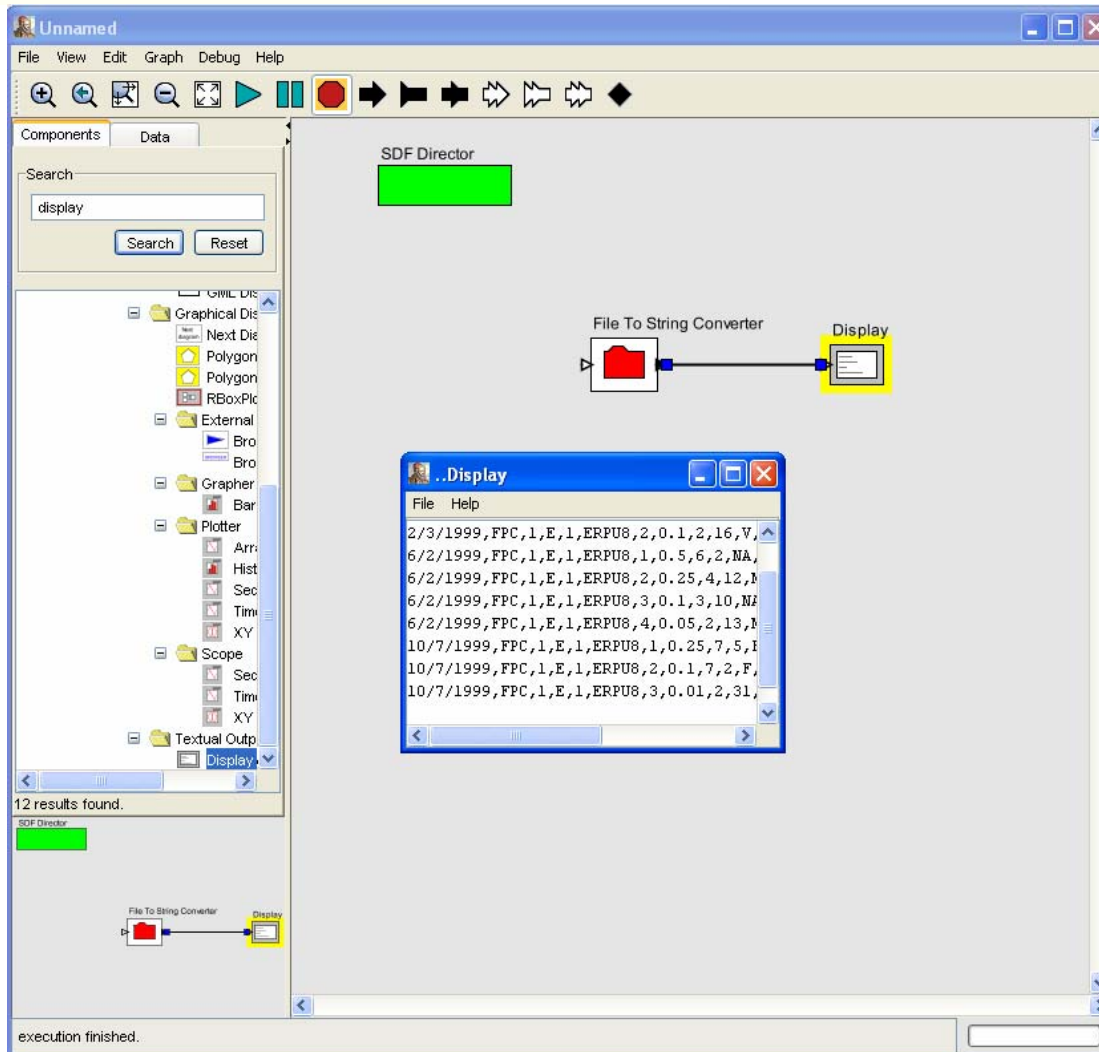 Unnamed
File View Edit Graph Debug Help
Components Data
Search
display
Search Reset
GML Dis
Graphical Dis
Next Dia
Polygon
Polygon
RBoxPlo
External
Bro
Bro
Grapher
Bar
Plotter
Arra
Hist
Sec
Time
XY
Scope
Sec
Time
XY
Textual Outp
Display
12 results found.
SDF Director
File To String Converter
Display
SDF Director
File To String Converter
Display
..Display
File Help
2/3/1999,FPC,1,E,1,ERPU8,2,0.1,2,16,V,
6/2/1999,FPC,1,E,1,ERPU8,1,0.5,6,2,NA,
6/2/1999,FPC,1,E,1,ERPU8,2,0.25,4,12,N
6/2/1999,FPC,1,E,1,ERPU8,3,0.1,3,10,NA
6/2/1999,FPC,1,E,1,ERPU8,4,0.05,2,13,N
10/7/1999,FPC,1,E,1,ERPU8,1,0.25,7,5,F
10/7/1999,FPC,1,E,1,ERPU8,2,0.1,7,2,F,
10/7/1999,FPC,1,E,1,ERPU8,3,0.01,2,31,
execution finished.